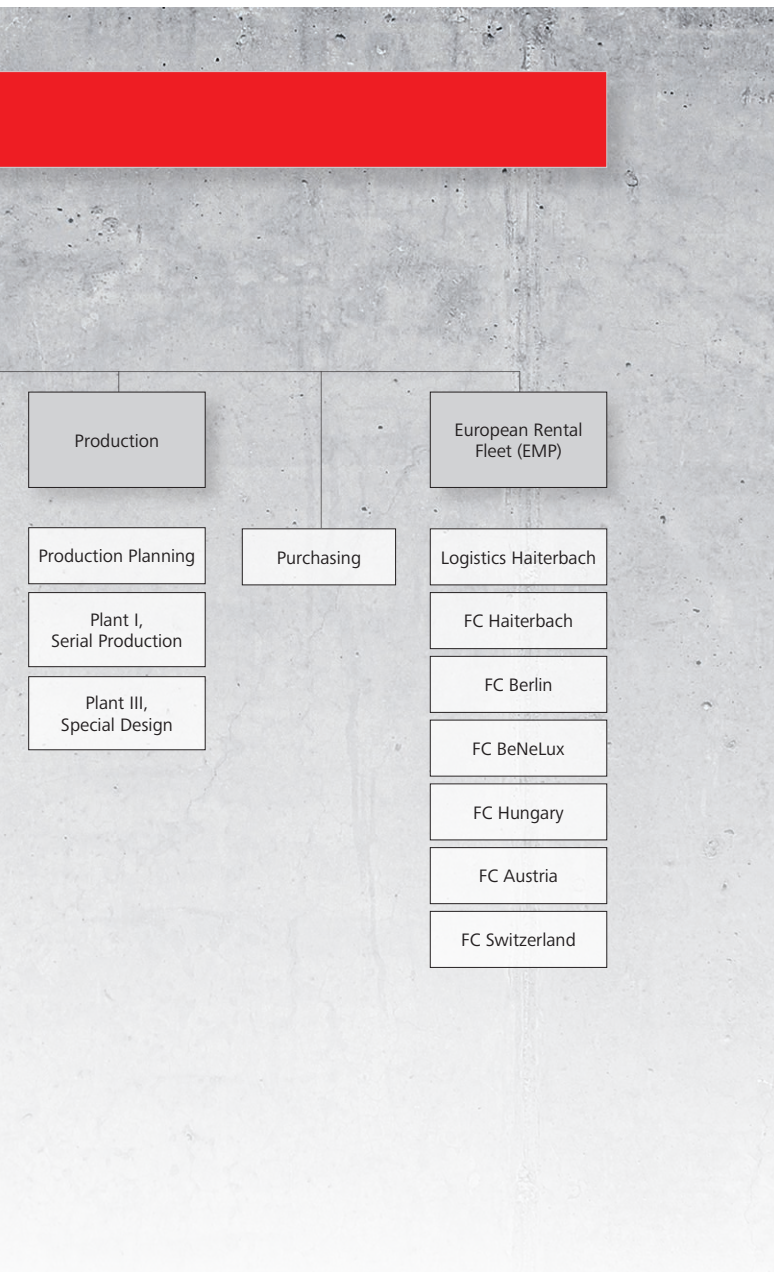 Production
Production Planning
Plant I,
Serial Production
Plant III,
Special Design
Purchasing
European Rental
Fleet (EMP)
Logistics Haiterbach
FC Haiterbach
FC Berlin
FC BeNeLux
FC Hungary
FC Austria
FC Switzerland